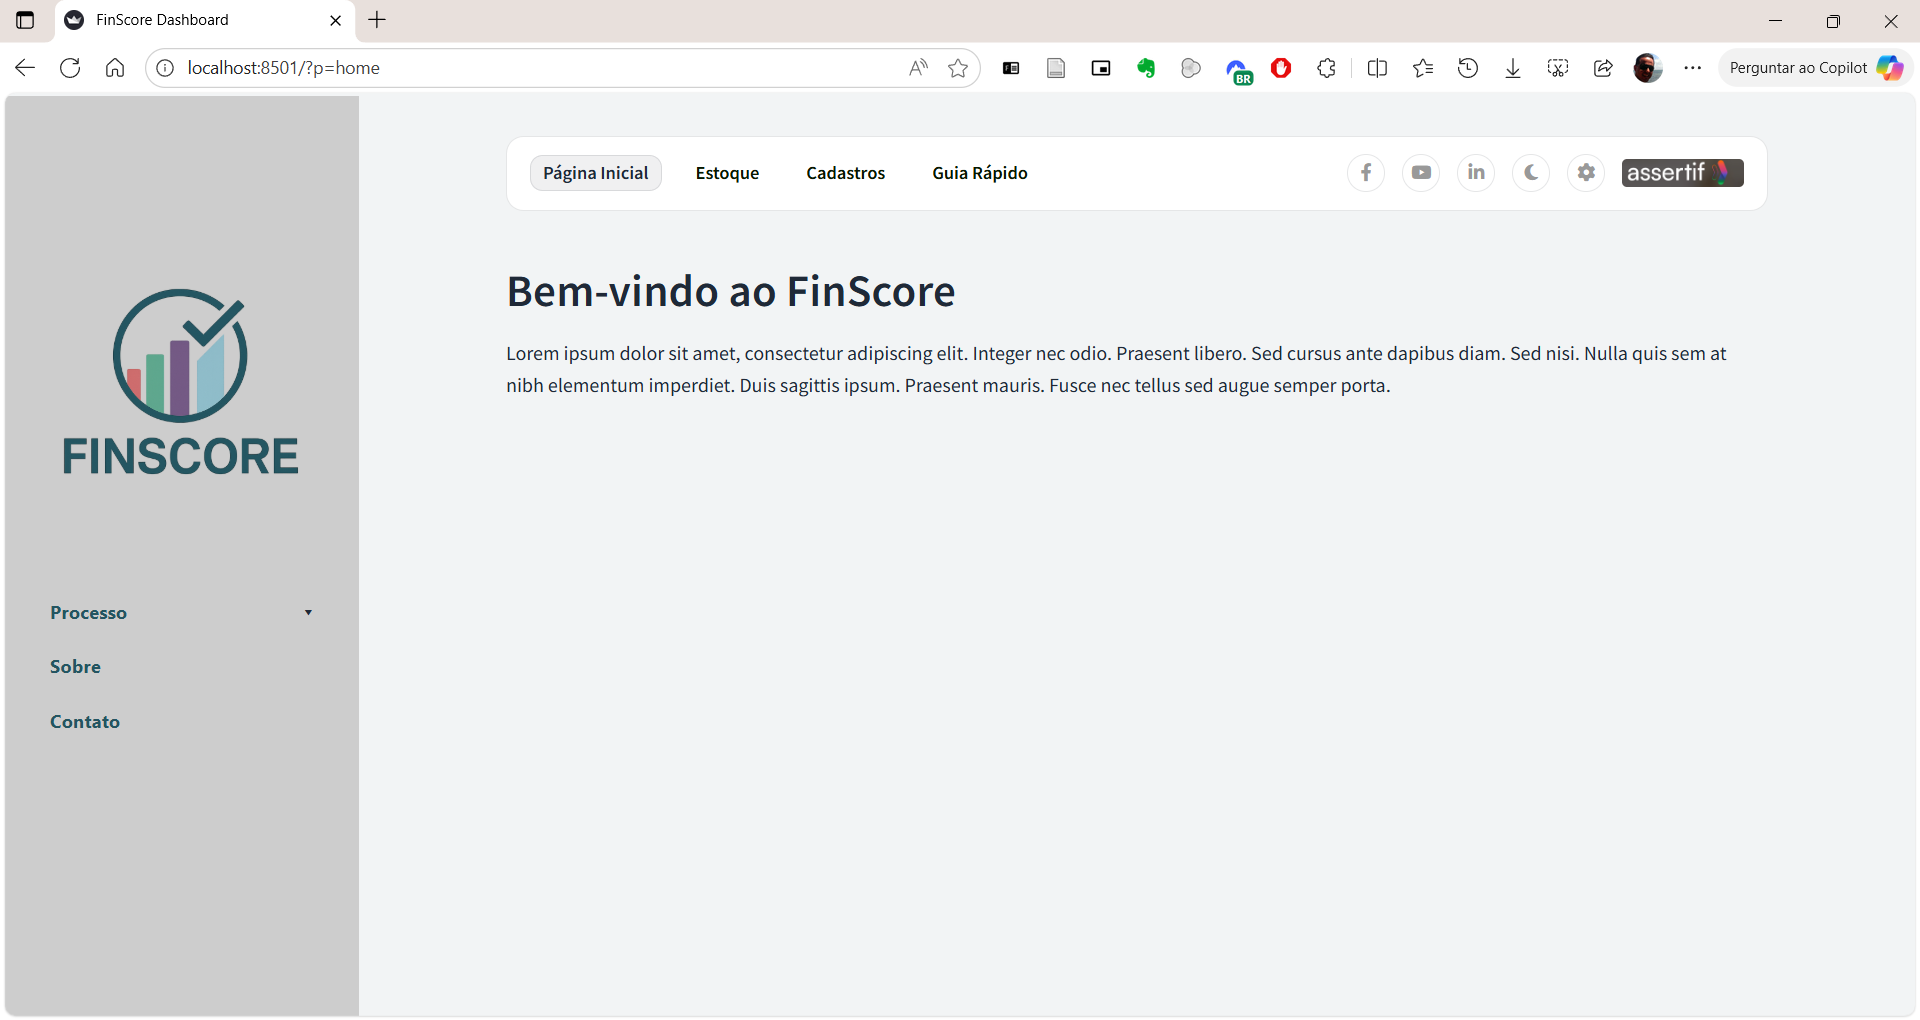 FinScore Dashboard
localhost:8501/?p=home
BR
Perguntar ao Copilot
Página Inicial
Estoque
Cadastros
Guia Rápido
assertif
FINSCORE
Processo
Sobre
Contato
Bem-vindo ao FinScore
Lorem ipsum dolor sit amet, consectetur adipiscing elit. Integer nec odio. Praesent libero. Sed cursus ante dapibus diam. Sed nisi. Nulla quis sem at
nibh elementum imperdiet. Duis sagittis ipsum. Praesent mauris. Fusce nec tellus sed augue semper porta.